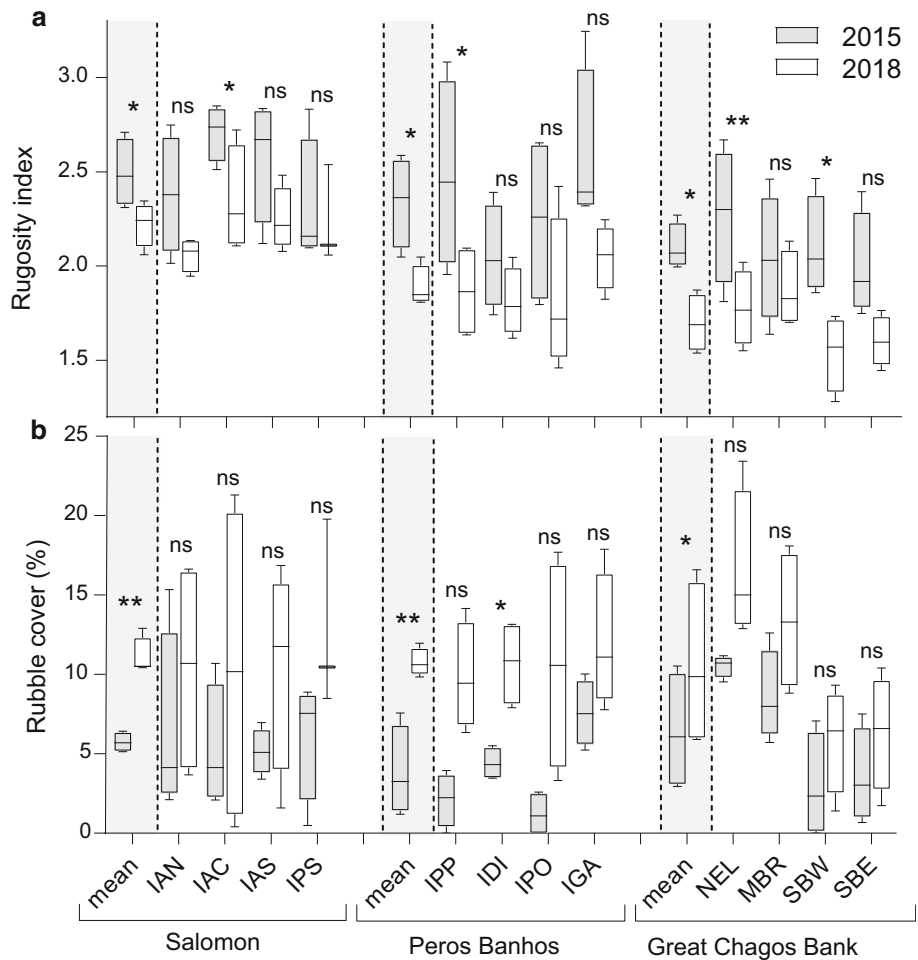 a
2015
2018
Rugosity index
3.0
2.5
2.0
1.5
* ns * ns ns * * ns ns ns * ** ns *
b
Rubble cover (%)
25
20
15
10
5
0
** ns ns ns ns ** ns * ns ns * ns ns ns ns
mean IAN IAC IAS IPS mean IPP IDI IPO IGA mean NEL MBR SBW SBE
Salomon Peros Banhos Great Chagos Bank